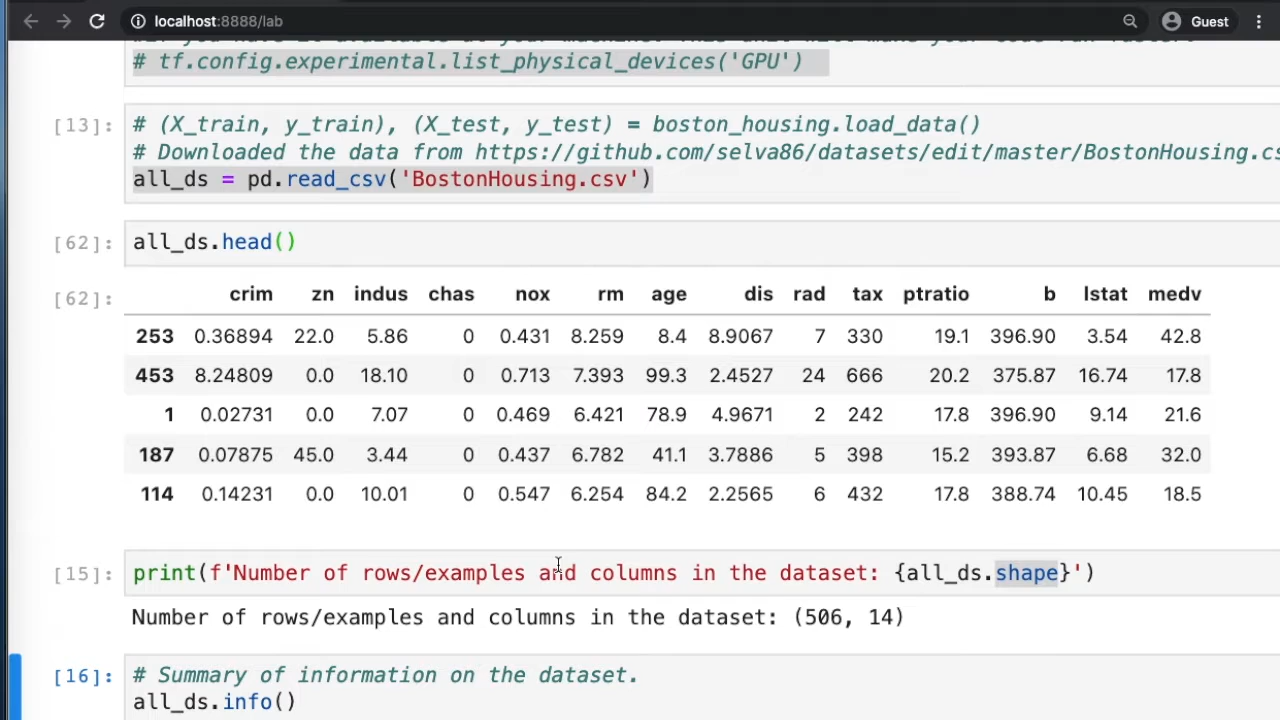 localhost:8888/lab
Guest
# tf.config.experimental.list_physical_devices('GPU')
[13]:
# (X_train, y_train), (X_test, y_test) = boston_housing.load_data()
# Downloaded the data from https://github.com/selva86/datasets/edit/master/BostonHousing.cs
all_ds = pd.read_csv('BostonHousing.csv')
[62]: all_ds.head()
[62]: crim zn indus chas nox rm age dis rad tax ptratio b lstat medv
253 0.36894 22.0 5.86 0 0.431 8.259 8.4 8.9067 7 330 19.1 396.90 3.54 42.8
453 8.24809 0.0 18.10 0 0.713 7.393 99.3 2.4527 24 666 20.2 375.87 16.74 17.8
1 0.02731 0.0 7.07 0 0.469 6.421 78.9 4.9671 2 242 17.8 396.90 9.14 21.6
187 0.07875 45.0 3.44 0 0.437 6.782 41.1 3.7886 5 398 15.2 393.87 6.68 32.0
114 0.14231 0.0 10.01 0 0.547 6.254 84.2 2.2565 6 432 17.8 388.74 10.45 18.5
[15]: print(f'Number of rows/examples and columns in the dataset: {all_ds.shape}')
Number of rows/examples and columns in the dataset: (506, 14)
[16]: # Summary of information on the dataset.
all_ds.info()